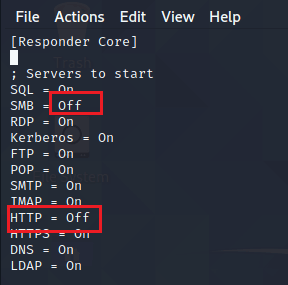 File Actions Edit View Help
[Responder Core]
; Servers to start
SQL = On
SMB = Off
RDP = On
Kerberos = On
FTP = On
POP = On
SMTP = On
IMAP = On
HTTP = Off
HTTPS = On
DNS = On
LDAP = On